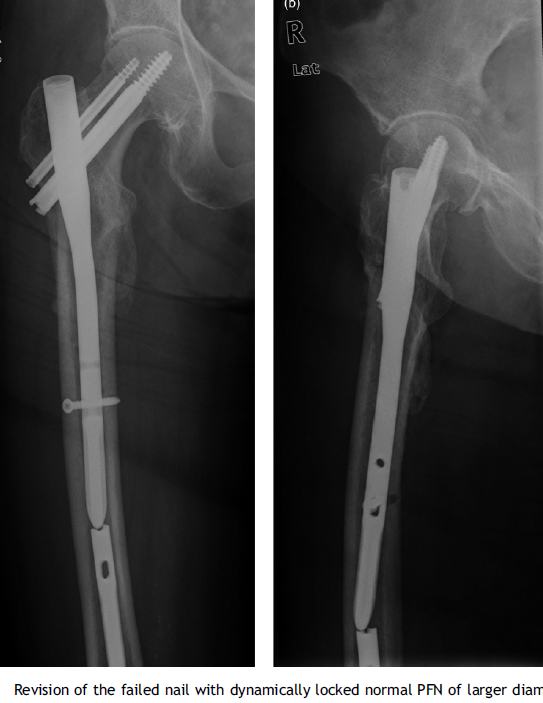 (b)
R
Lat
Revision of the failed nail with dynamically locked normal PFN of larger diam